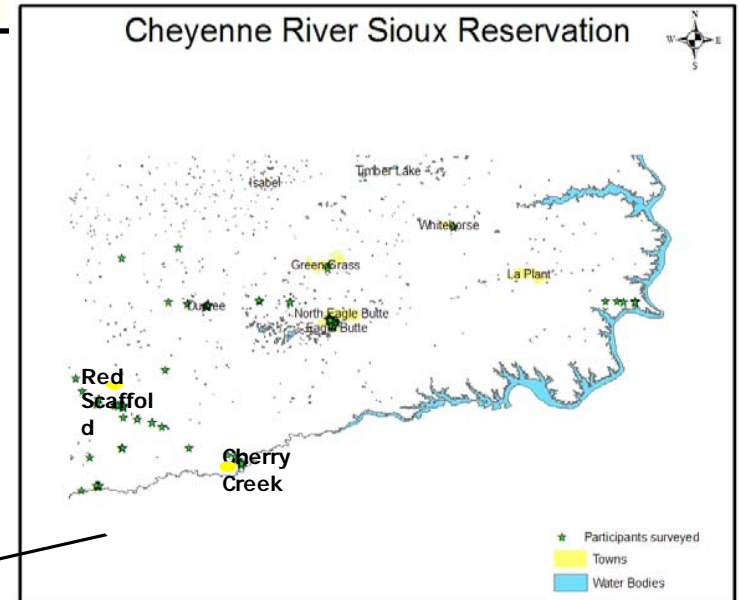 Cheyenne River Sioux Reservation
N
W E
S
Timber Lake
Isabel
Whitehorse
Green Grass
La Plant
Dupree
North Eagle Butte
Eagle Butte
Red
Scaffol
d
Cherry
Creek
Participants surveyed
Towns
Water Bodies